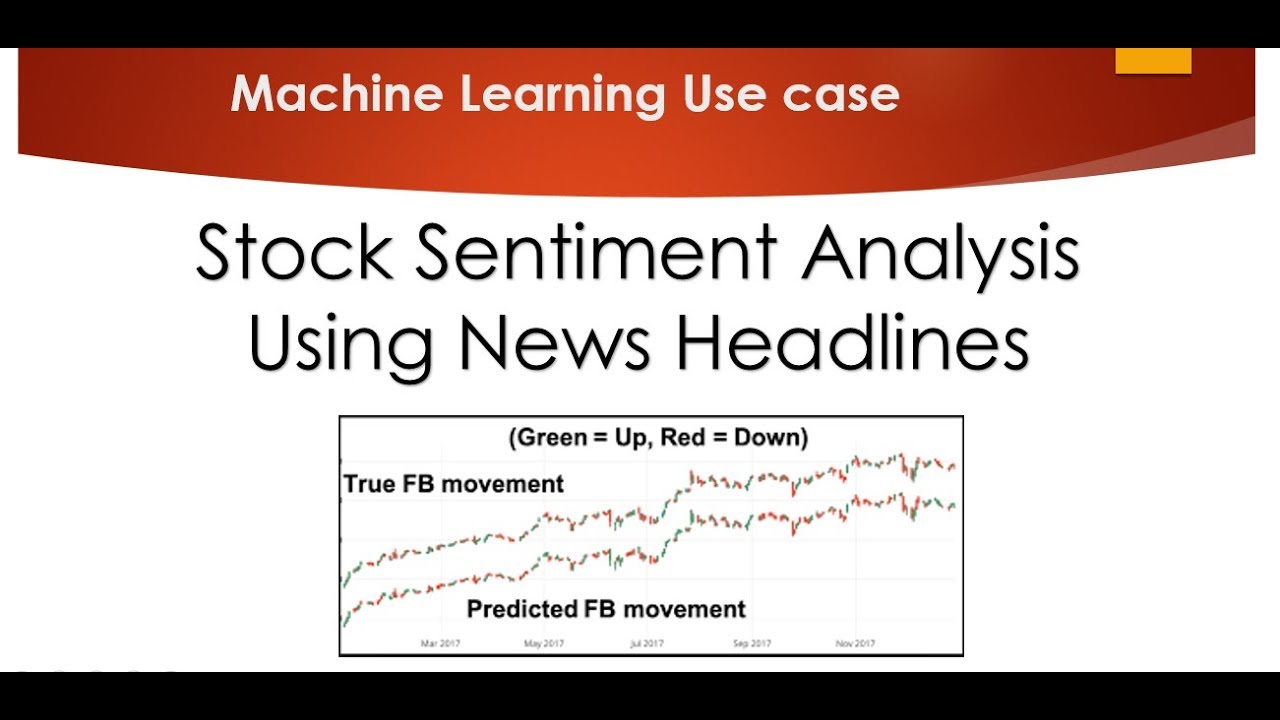 Machine Learning Use case
Stock Sentiment Analysis
Using News Headlines
(Green = Up, Red = Down)
True FB movement
Predicted FB movement
Mar 2017 May 2017 Jul 2017 Sep 2017 Nov 2017